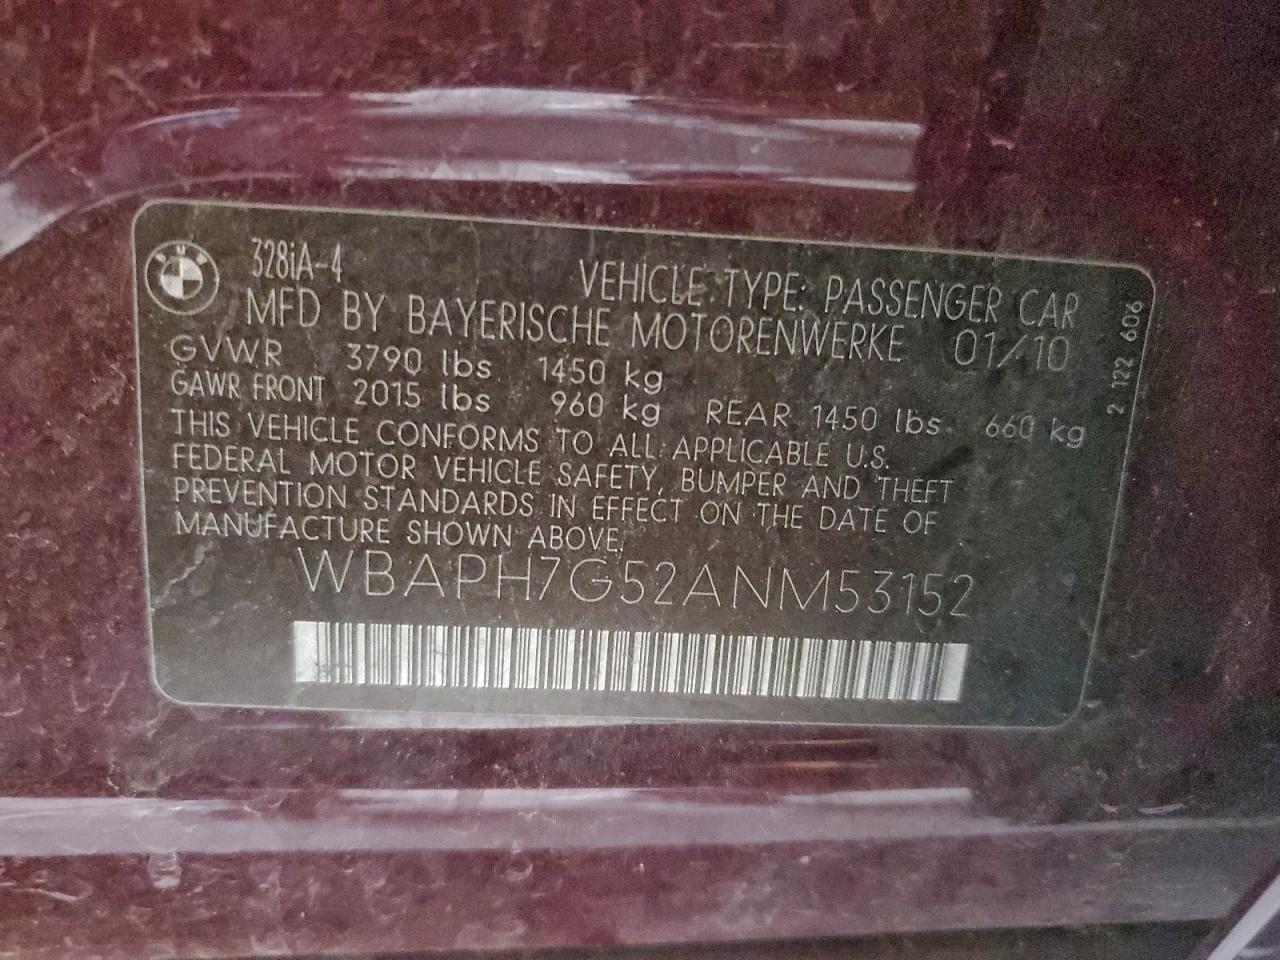 BMW
328iA-4
VEHICLE TYPE: PASSENGER CAR
MFD BY BAYERISCHE MOTORENWERKE 01/10
GVWR 3790 lbs 1450 kg
GAWR FRONT 2015 lbs 960 kg REAR 1450 lbs 660 kg
THIS VEHICLE CONFORMS TO ALL APPLICABLE U.S.
FEDERAL MOTOR VEHICLE SAFETY, BUMPER AND THEFT
PREVENTION STANDARDS IN EFFECT ON THE DATE OF
MANUFACTURE SHOWN ABOVE.
WBAPH7G52ANM53152
2 122 606